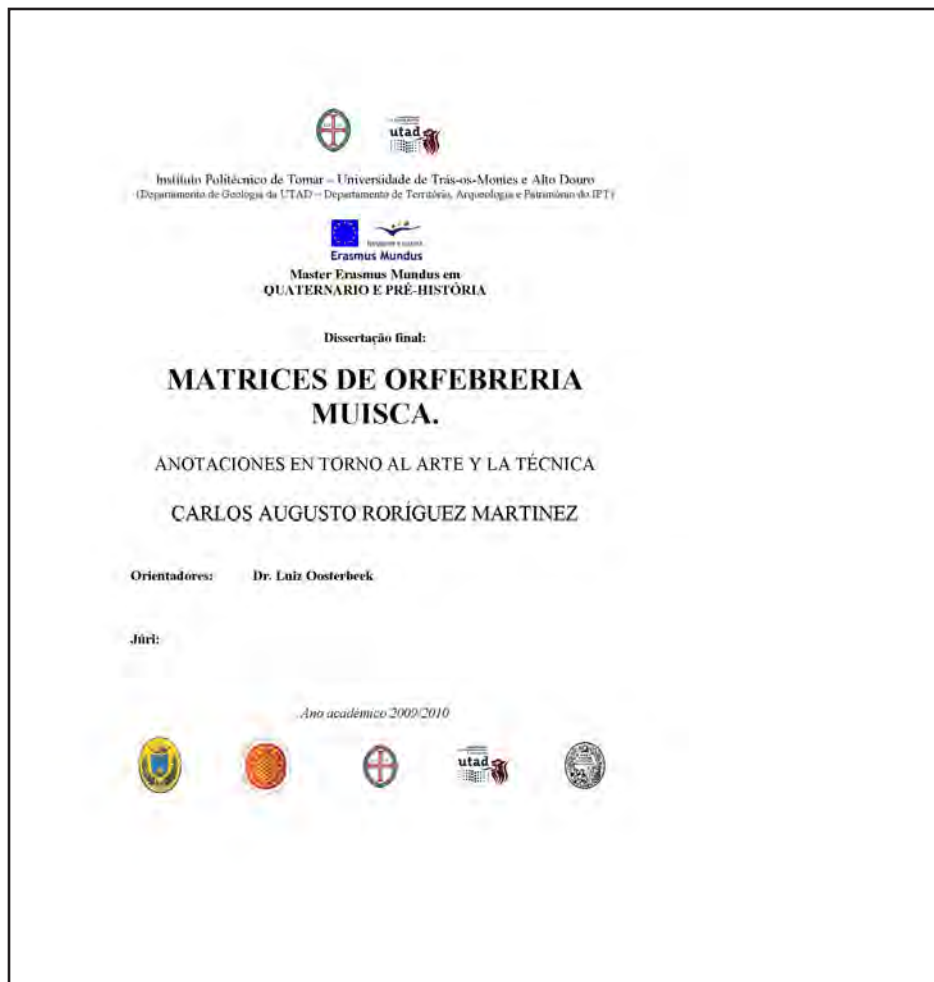 utad
Instituto Politécnico de Tomar – Universidade de Trás-os-Montes e Alto Douro
(Departamento de Geologia da UTAD – Departamento de Território, Arqueologia e Património do IPT)
Erasmus Mundus
Master Erasmus Mundus em
QUATERNARIO E PRÉ-HISTÓRIA
Dissertação final:
MATRICES DE ORFEBRERIA
MUISCA.
ANOTACIONES EN TORNO AL ARTE Y LA TÉCNICA
CARLOS AUGUSTO RORÍGUEZ MARTINEZ
Orientadores: Dr. Luiz Oosterbeek
Júri:
Ano académico 2009/2010
utad